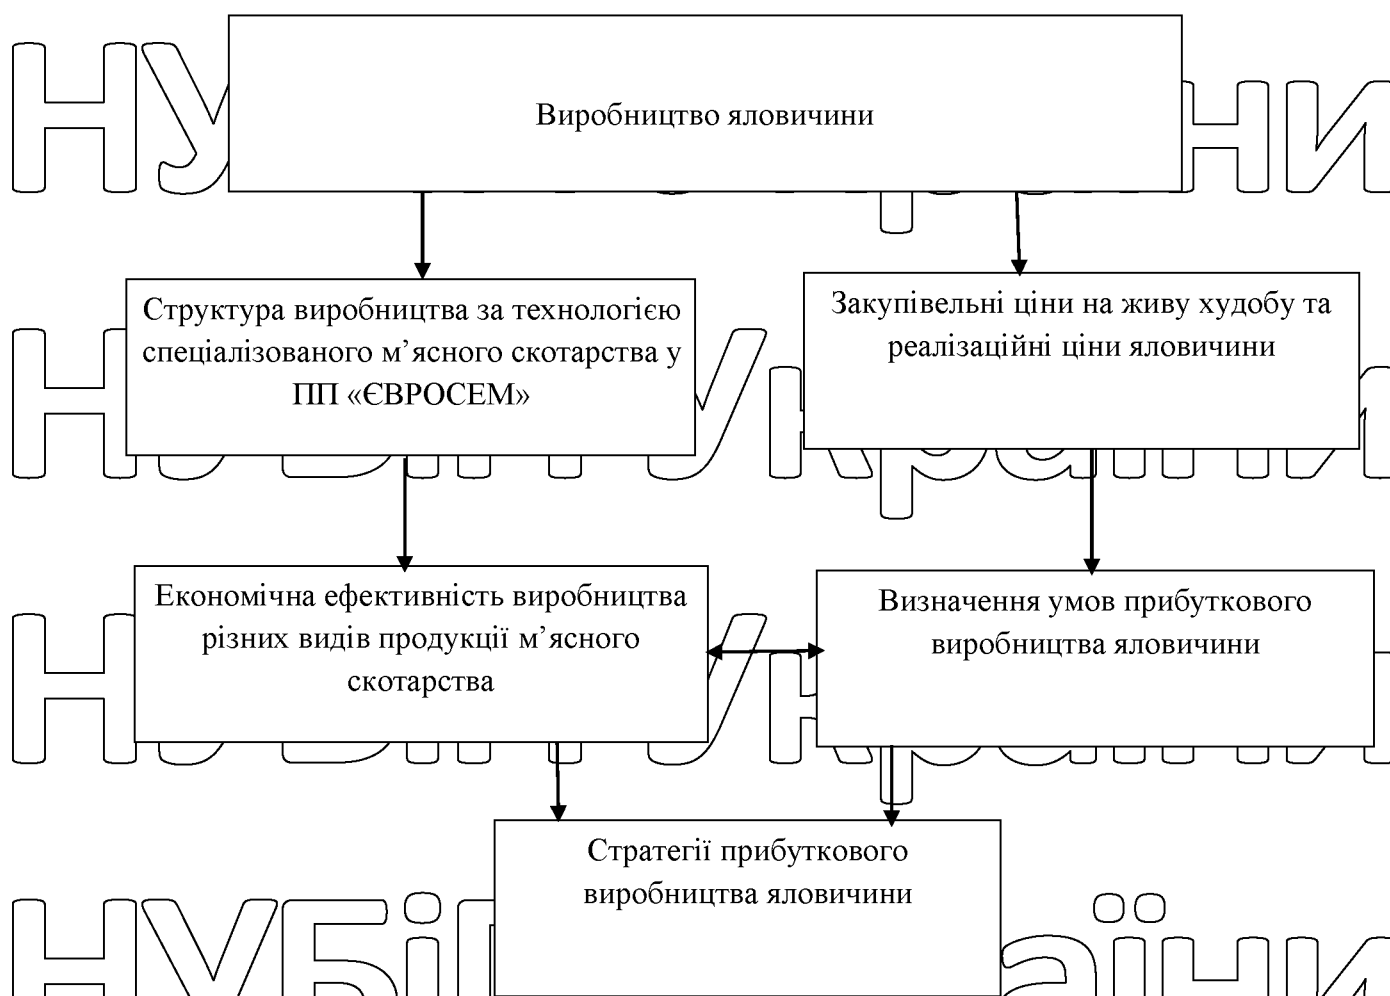 Виробництво яловичини
Структура виробництва за технологією
спеціалізованого м’ясного скотарства у
ПП «ЄВРОСЕМ»
Закупівельні ціни на живу худобу та
реалізаційні ціни яловичини
Економічна ефективність виробництва
різних видів продукції м’ясного
скотарства
Визначення умов прибуткового
виробництва яловичини
Стратегії прибуткового
виробництва яловичини